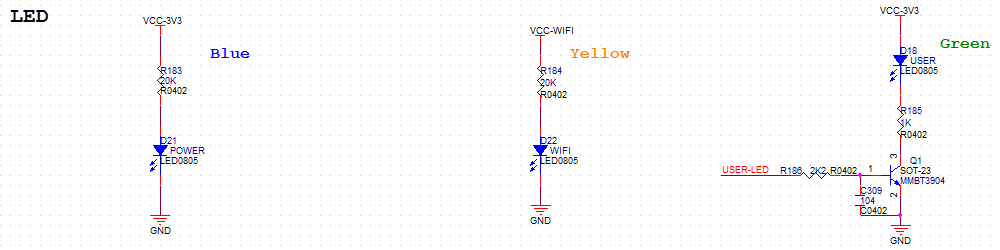 LED
VCC-3V3
Blue
R183
20K
R0402
D21
POWER
LED0805
GND
VCC-WIFI
Yellow
R184
20K
R0402
D22
WIFI
LED0805
GND
VCC-3V3
Green
D18
USER
LED0805
R185
1K
R0402
USER-LED
R186 2K2 R0402
1
3
2
Q1
SOT-23
MMBT3904
C309
104
C0402
GND